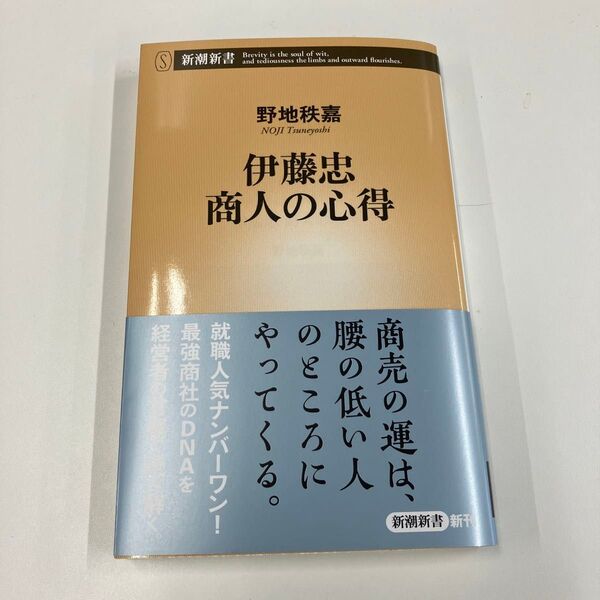 S
新潮新書
Brevity is the soul of wit,
and tediousness the limbs and outward flourishes.
野地秩嘉
NOJI Tsuneyoshi
伊藤忠
商人の心得
商売の運は、
腰の低い人
のところに
やってくる。
就職人気ナンバーワン!
最強商社のDNAを
経営者の
新潮新書
新刊